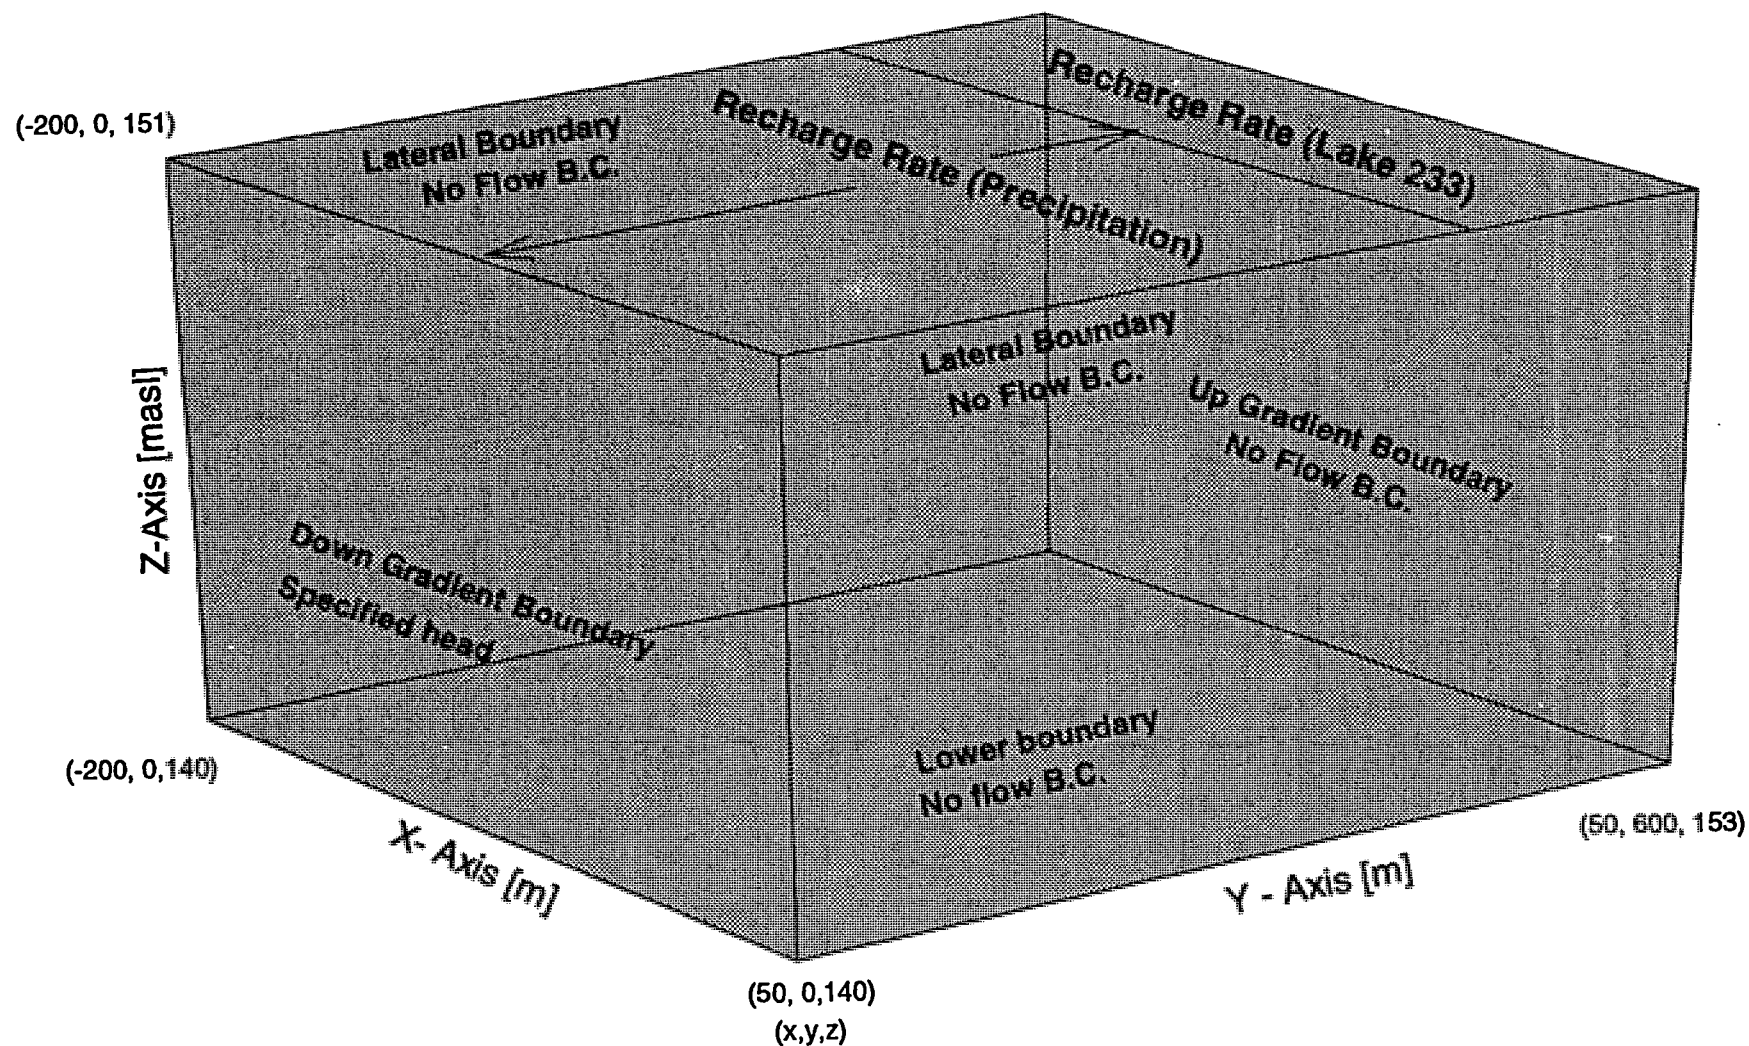 (-200, 0, 151)
Recharge Rate (Lake 233)
Recharge Rate (Precipitation)
Lateral Boundary
No Flow B.C.
Lateral Boundary
No Flow B.C.
Up Gradient Boundary
No Flow B.C.
Z-Axis [masl]
Down Gradient Boundary
Specified head
Lower boundary
No flow B.C.
(-200, 0,140)
X- Axis [m]
Y - Axis [m]
(50, 600, 153)
(50, 0,140)
(x,y,z)